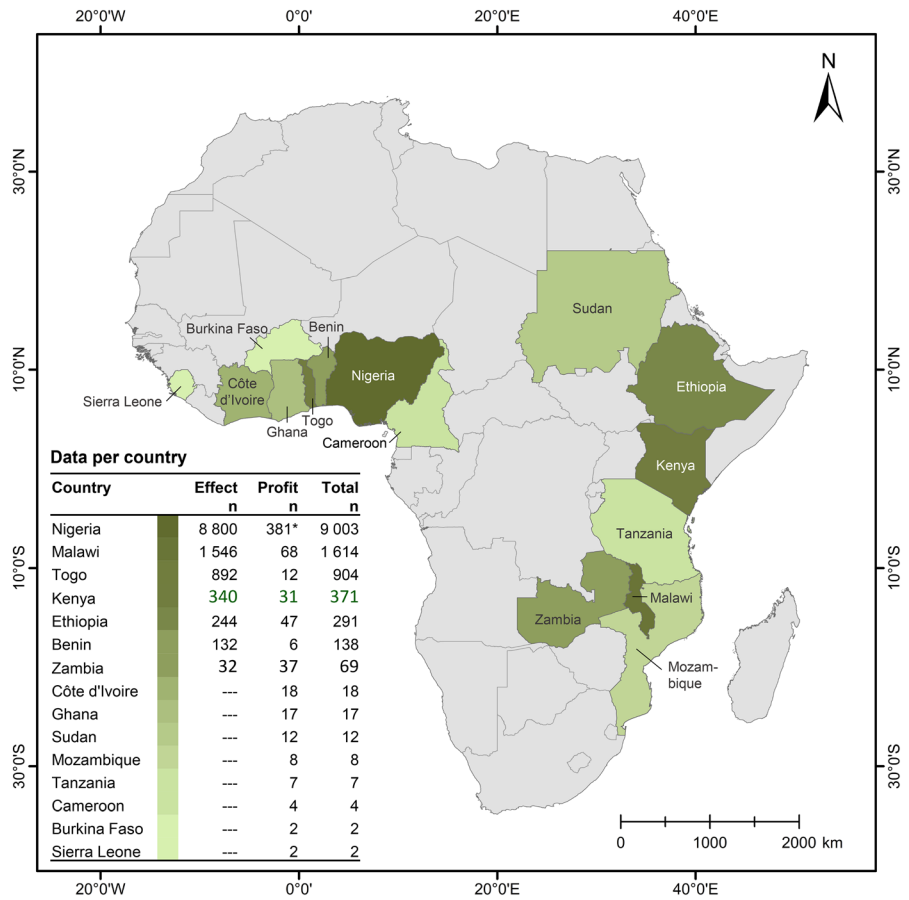 20°0'W 0°0' 20°0'E 40°0'E
N
30°0'N 30°0'N
Sudan
Burkina Faso Benin
10°0'N 10°0'N
Nigeria
Côte
d'Ivoire
Ethiopia
Sierra Leone
Togo
Ghana
Cameroon
Kenya
Data per country
Country Effect Profit Total
n n n
Nigeria 8 800 381* 9 003
Malawi 1 546 68 1 614
Togo 892 12 904
Kenya 340 31 371
Ethiopia 244 47 291
Benin 132 6 138
Zambia 32 37 69
Côte d'Ivoire --- 18 18
Ghana --- 17 17
Sudan --- 12 12
Mozambique --- 8 8
Tanzania --- 7 7
Cameroon --- 4 4
Burkina Faso --- 2 2
Sierra Leone --- 2 2
Tanzania
10°0'S 10°0'S
Malawi
Zambia
Mozam-
bique
30°0'S 30°0'S
0 1000 2000 km
20°0'W 0°0' 20°0'E 40°0'E